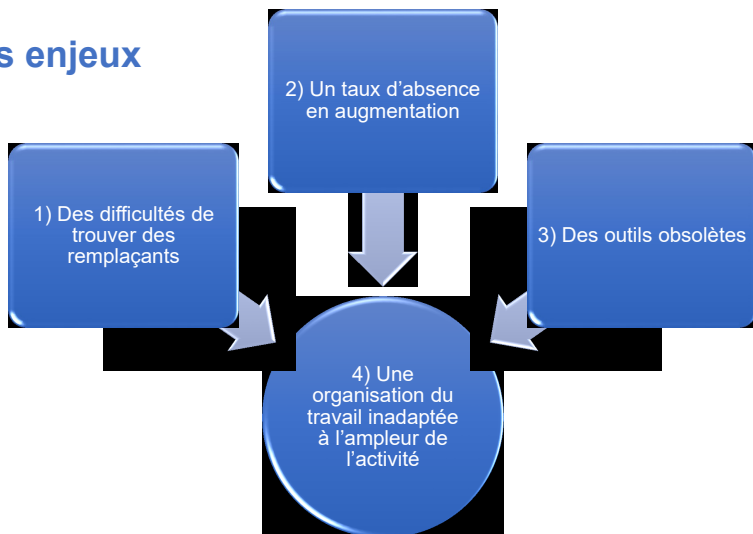 s enjeux
2) Un taux d’absence
en augmentation
1) Des difficultés de
trouver des
remplaçants
3) Des outils obsolètes
4) Une
organisation du
travail inadaptée
à l’ampleur de
l’activité